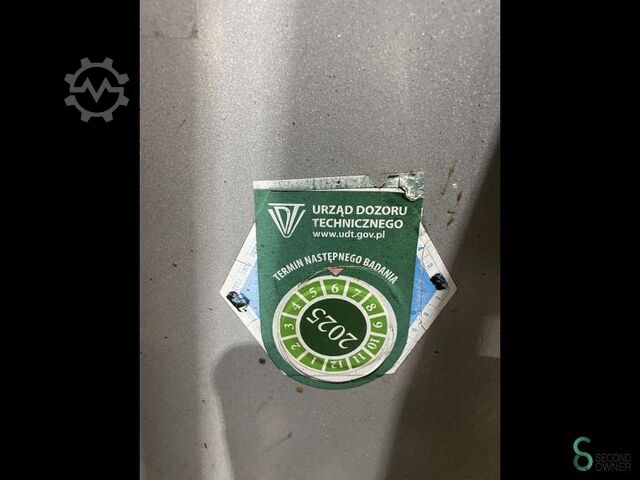 UDT
URZĄD DOZORU
TECHNICZNEGO
www.udt.gov.pl
TERMIN NASTĘPNEGO BADANIA
1 2 3 4 5 6 7 8 9 10 11 12
2025
SECOND
OWNER